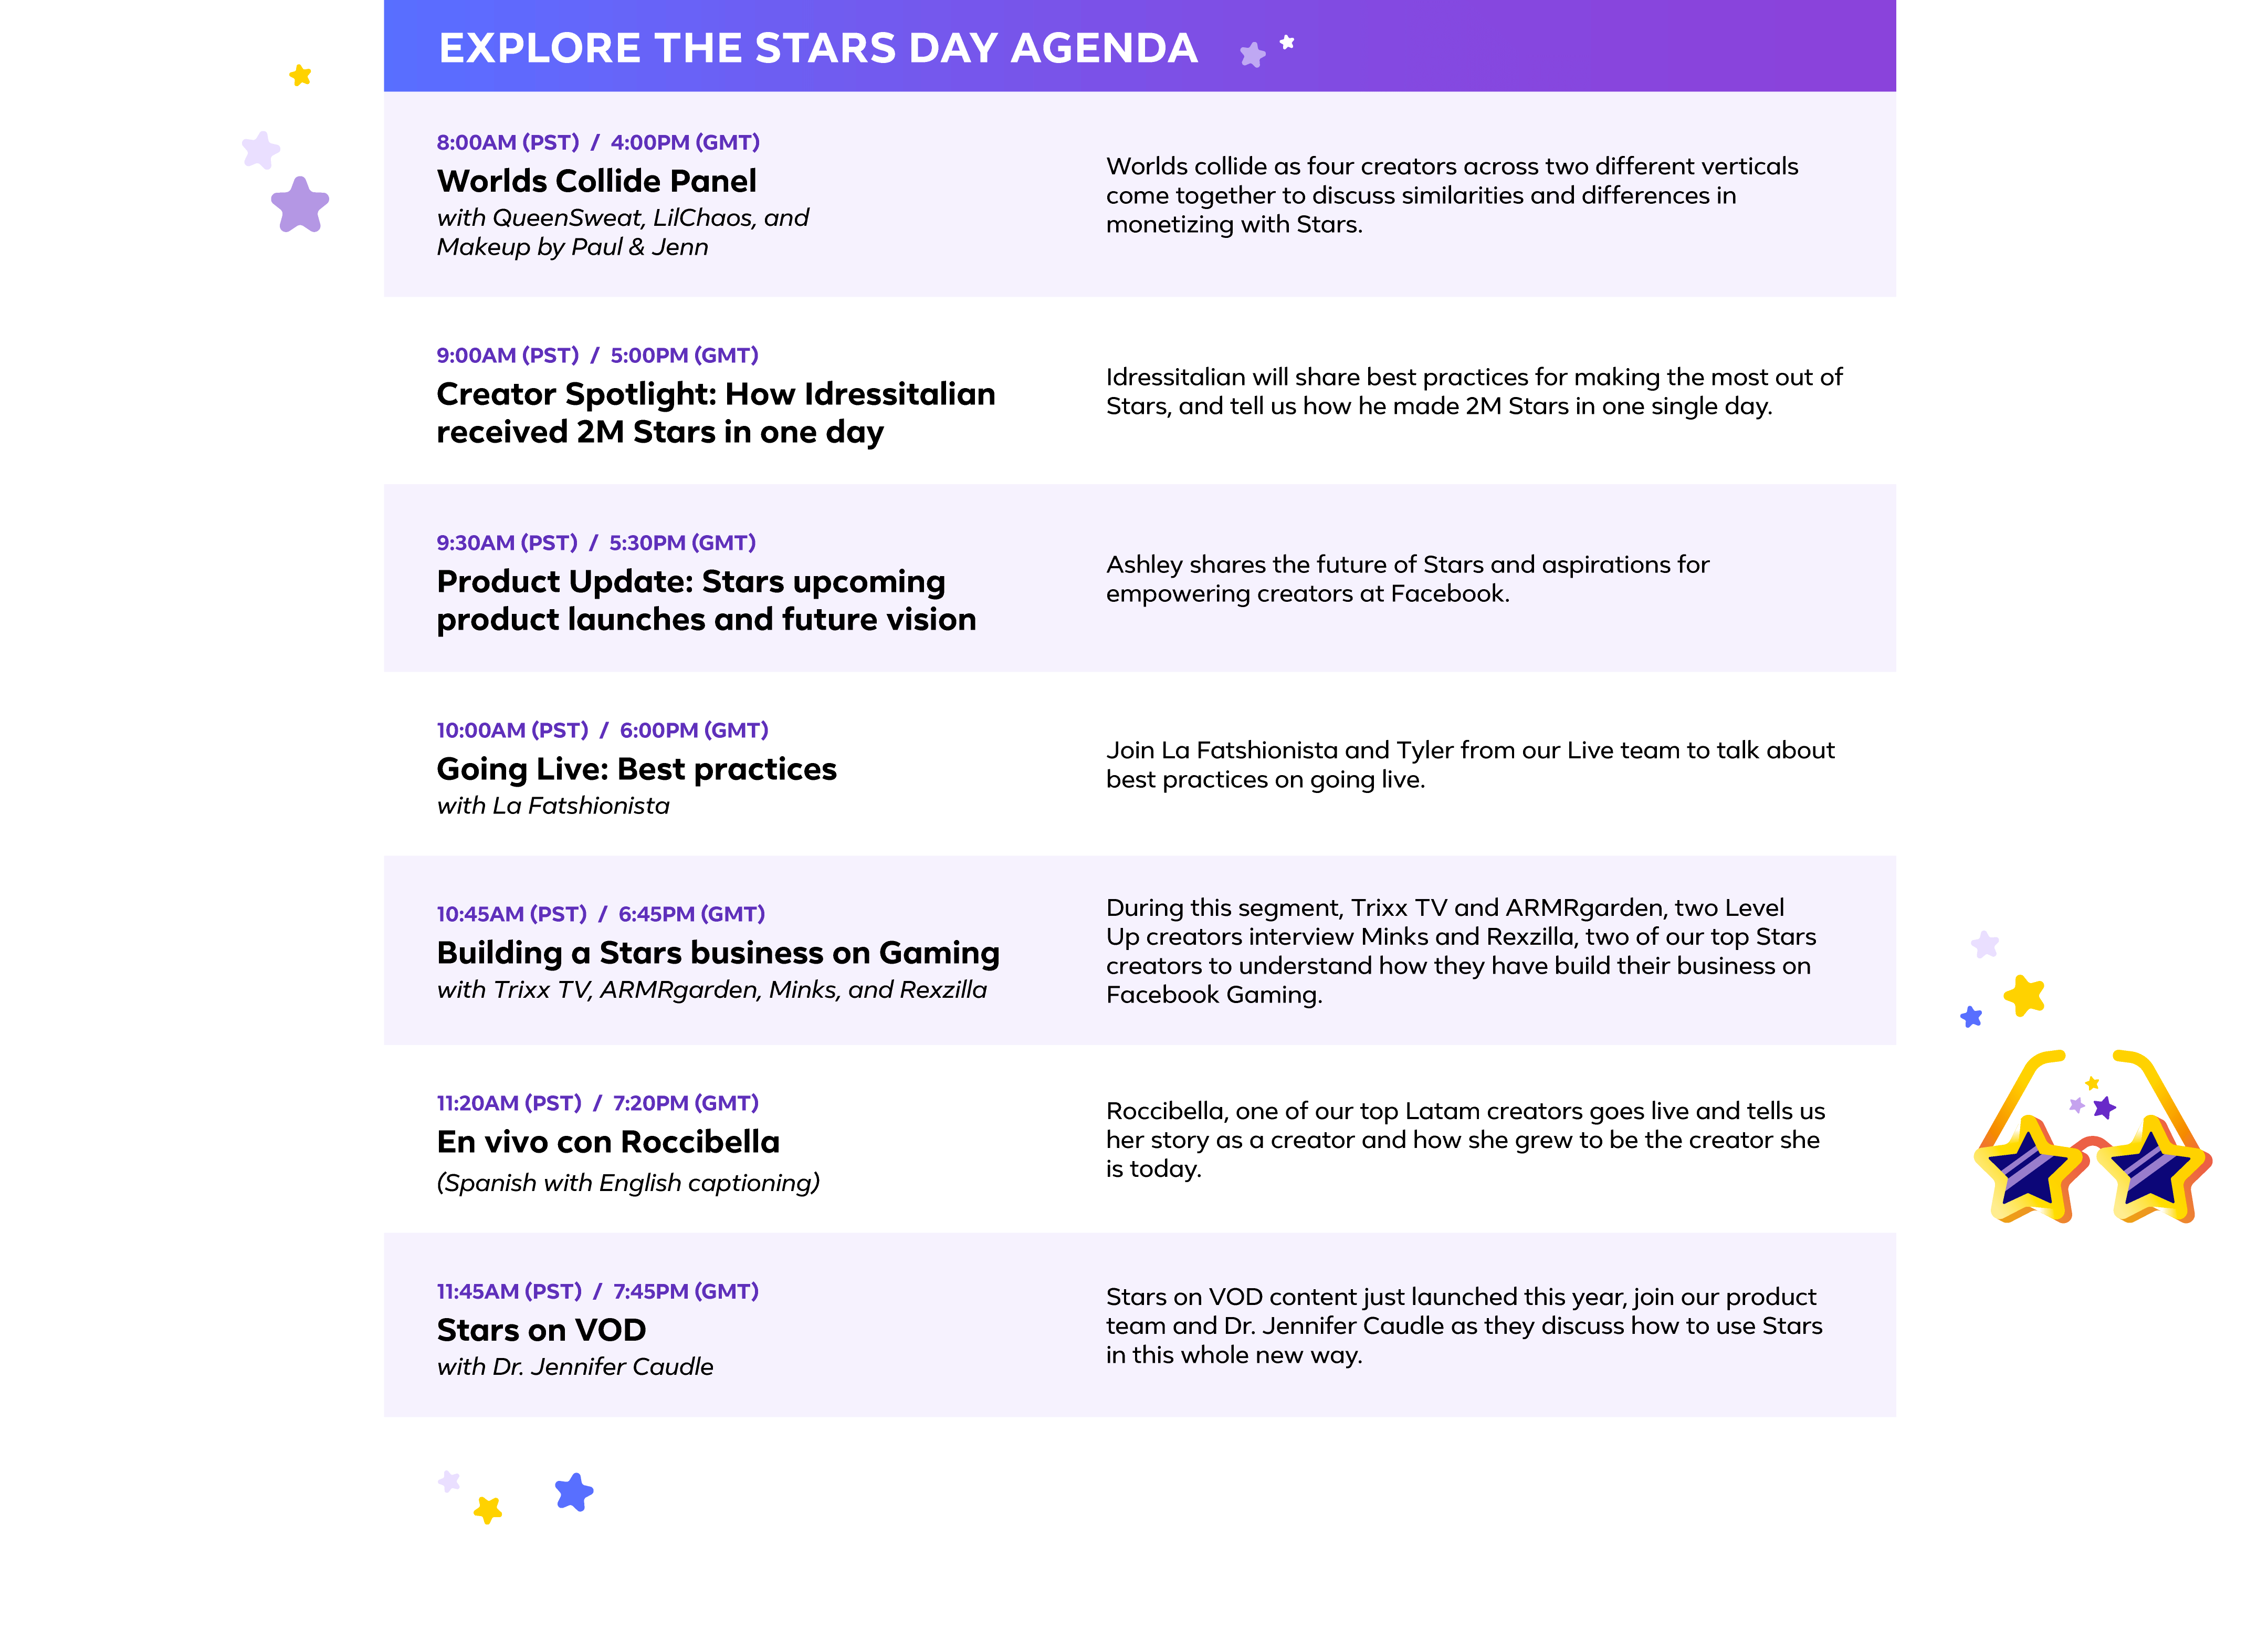 EXPLORE THE STARS DAY AGENDA
8:00AM (PST) / 4:00PM (GMT)
Worlds Collide Panel
with QueenSweat, LilChaos, and
Makeup by Paul & Jenn
Worlds collide as four creators across two different verticals
come together to discuss similarities and differences in
monetizing with Stars.
9:00AM (PST) / 5:00PM (GMT)
Creator Spotlight: How Idressitalian
received 2M Stars in one day
Idressitalian will share best practices for making the most out of
Stars, and tell us how he made 2M Stars in one single day.
9:30AM (PST) / 5:30PM (GMT)
Product Update: Stars upcoming
product launches and future vision
Ashley shares the future of Stars and aspirations for
empowering creators at Facebook.
10:00AM (PST) / 6:00PM (GMT)
Going Live: Best practices
with La Fatshionista
Join La Fatshionista and Tyler from our Live team to talk about
best practices on going live.
10:45AM (PST) / 6:45PM (GMT)
Building a Stars business on Gaming
with Trixx TV, ARMRgarden, Minks, and Rexzilla
During this segment, Trixx TV and ARMRgarden, two Level
Up creators interview Minks and Rexzilla, two of our top Stars
creators to understand how they have build their business on
Facebook Gaming.
11:20AM (PST) / 7:20PM (GMT)
En vivo con Roccibella
(Spanish with English captioning)
Roccibella, one of our top Latam creators goes live and tells us
her story as a creator and how she grew to be the creator she
is today.
11:45AM (PST) / 7:45PM (GMT)
Stars on VOD
with Dr. Jennifer Caudle
Stars on VOD content just launched this year, join our product
team and Dr. Jennifer Caudle as they discuss how to use Stars
in this whole new way.